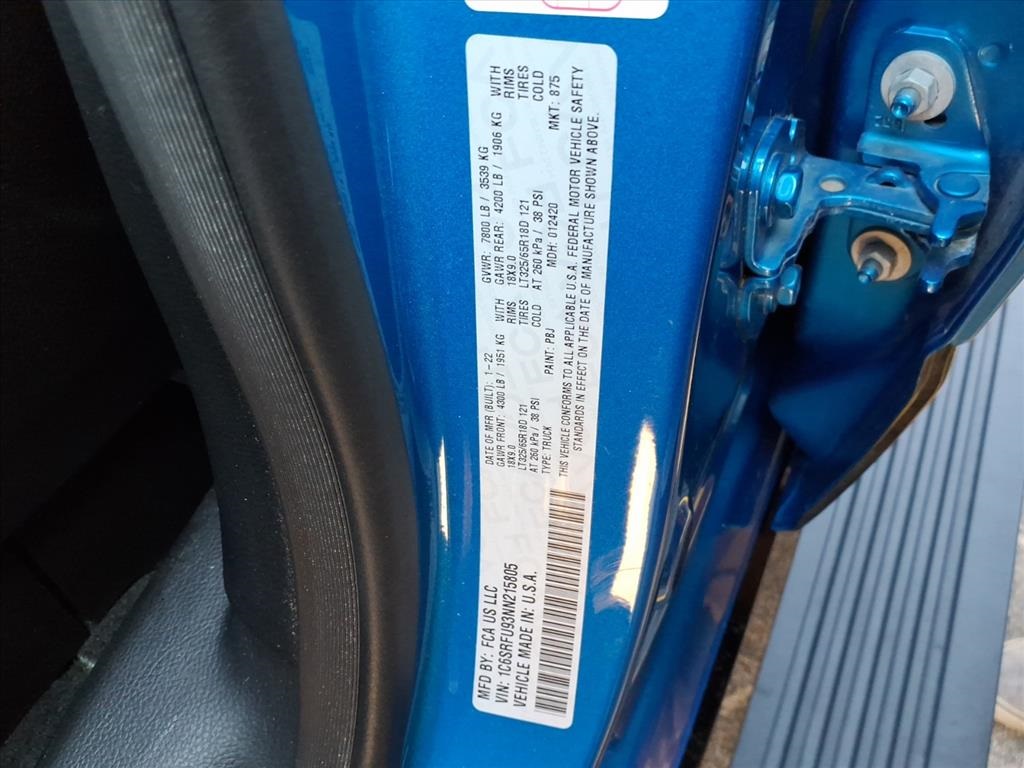 MFD BY: FCA US LLC
VIN: 1C6SRFU93NN215805
VEHICLE MADE IN: U.S.A.
DATE OF MFR (BUILT): 1-22 GVWR: 7800 LB / 3539 KG
GAWR FRONT: 4300 LB / 1951 KG WITH GAWR REAR: 4200 LB / 1906 KG WITH
18X9.0 RIMS 18X9.0 RIMS
LT325/65R18D 121 TIRES LT325/65R18D 121 TIRES
AT 260 kPa / 38 PSI COLD AT 260 kPa / 38 PSI COLD
TYPE: TRUCK PAINT: PBJ MDH: 012420 MKT: 875
THIS VEHICLE CONFORMS TO ALL APPLICABLE U.S.A. FEDERAL MOTOR VEHICLE SAFETY
STANDARDS IN EFFECT ON THE DATE OF MANUFACTURE SHOWN ABOVE.